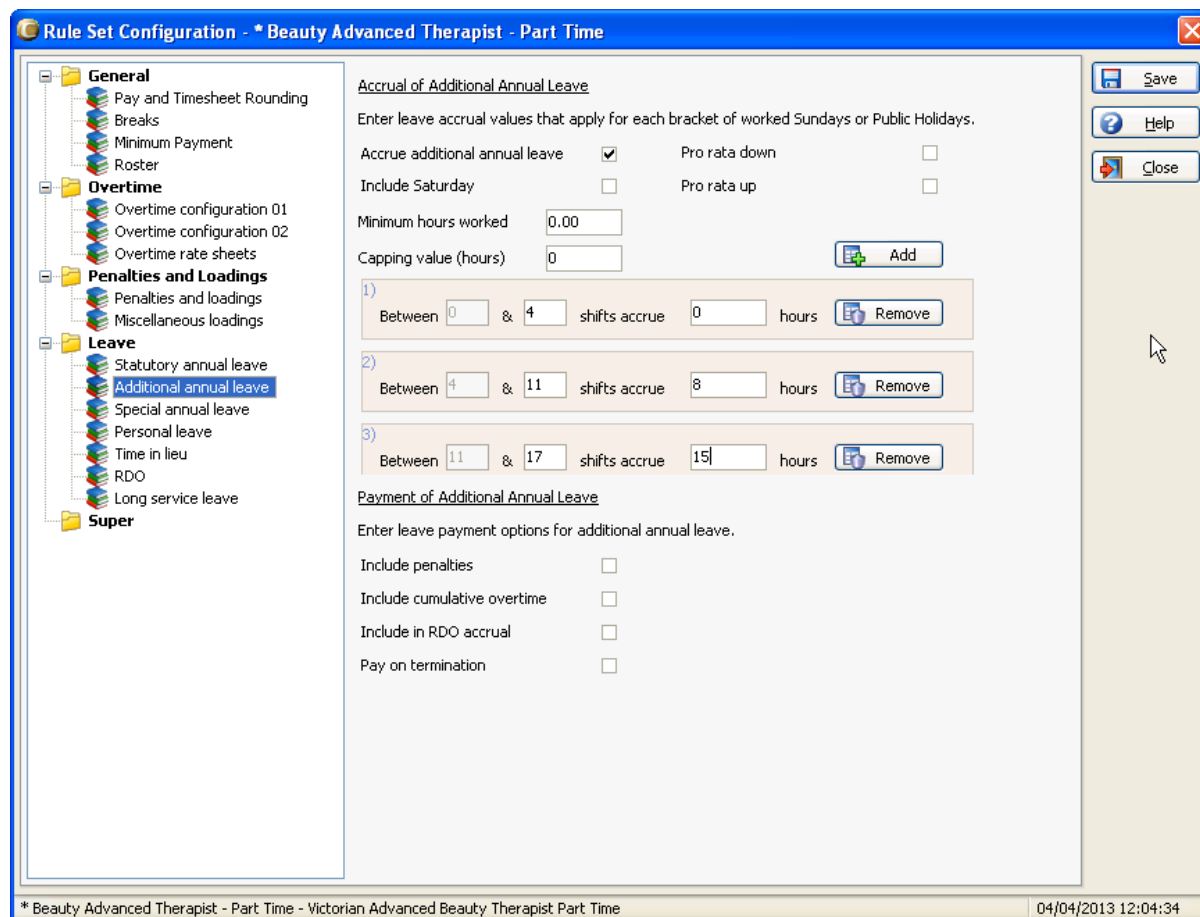 Rule Set Configuration - * Beauty Advanced Therapist - Part Time
General
Pay and Timesheet Rounding
Breaks
Minimum Payment
Roster
Overtime
Overtime configuration 01
Overtime configuration 02
Overtime rate sheets
Penalties and Loadings
Penalties and loadings
Miscellaneous loadings
Leave
Statutory annual leave
Additional annual leave
Special annual leave
Personal leave
Time in lieu
RDO
Long service leave
Super
Accrual of Additional Annual Leave
Enter leave accrual values that apply for each bracket of worked Sundays or Public Holidays.
Accrue additional annual leave Pro rata down
Include Saturday Pro rata up
Minimum hours worked 0.00
Capping value (hours) 0 Add
1)
Between 0 & 4 shifts accrue 0 hours Remove
2)
Between 4 & 11 shifts accrue 8 hours Remove
3)
Between 11 & 17 shifts accrue 15 hours Remove
Payment of Additional Annual Leave
Enter leave payment options for additional annual leave.
Include penalties
Include cumulative overtime
Include in RDO accrual
Pay on termination
Save
Help
Close
* Beauty Advanced Therapist - Part Time - Victorian Advanced Beauty Therapist Part Time 04/04/2013 12:04:34